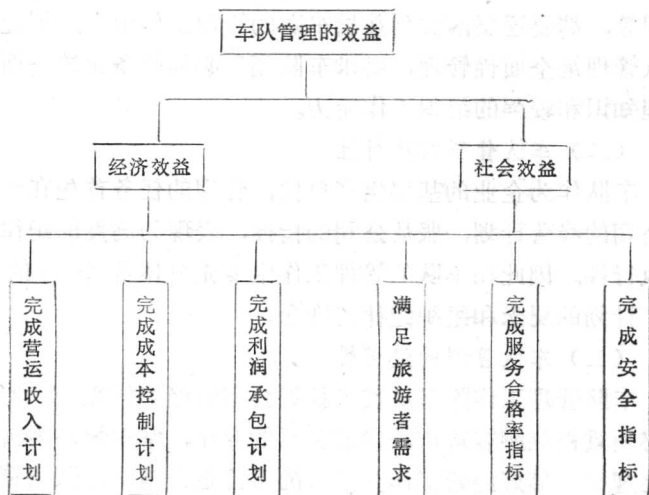 车队管理的效益
经济效益
社会效益
完成营运收入计划
完成成本控制计划
完成利润承包计划
满足旅游者需求
完成服务合格率指标
完成安全指标